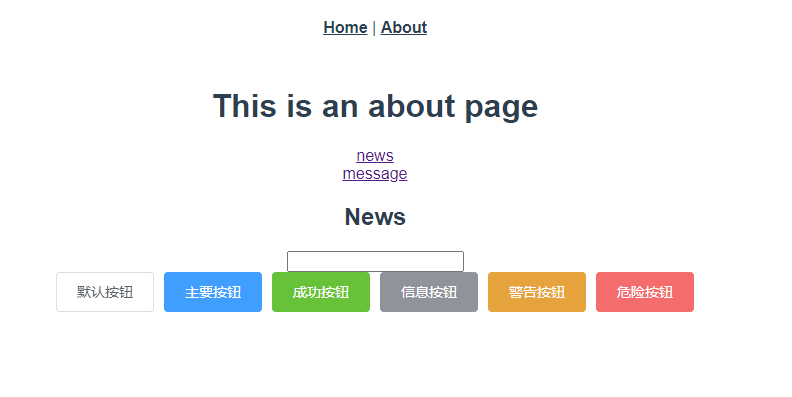 Home | About
This is an about page
news
message
News
默认按钮 主要按钮 成功按钮 信息按钮 警告按钮 危险按钮